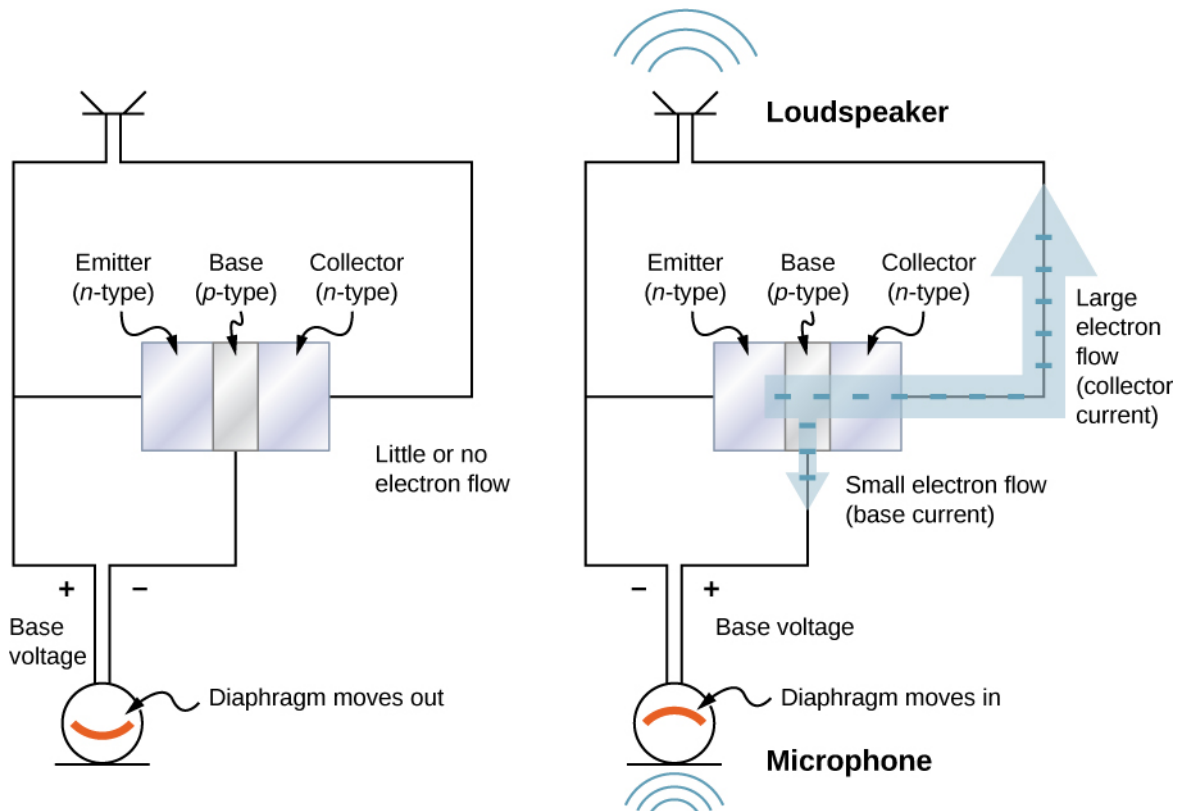 Emitter
(n-type)
Base
(p-type)
Collector
(n-type)
Little or no
electron flow
+
−
Base
voltage
Diaphragm moves out
Loudspeaker
Emitter
(n-type)
Base
(p-type)
Collector
(n-type)
Large
electron
flow
(collector
current)
Small electron flow
(base current)
−
+
Base voltage
Diaphragm moves in
Microphone